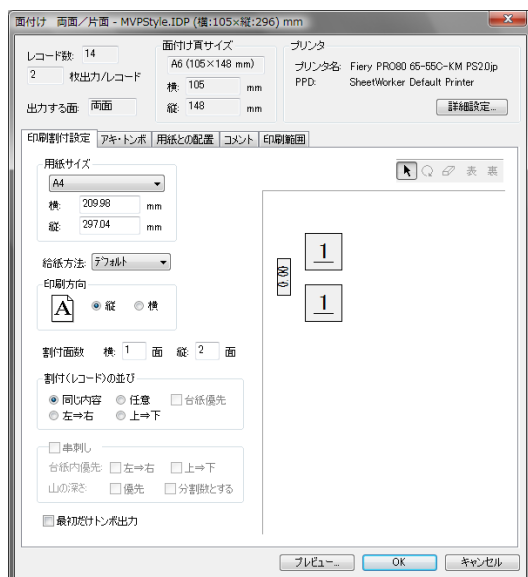 面付け 両面/片面 - MVPStyle.IDP (横:105×縦:296) mm
レコード数: 14
2 枚出力/レコード
出力する面: 両面
面付け頁サイズ
A6 (105×148 mm)
横: 105 mm
縦: 148 mm
プリンタ
プリンタ名: Fiery PRO80 65-55C-KM PS2.0jp
PPD: SheetWorker Default Printer
詳細設定...
印刷割付設定 アキ・トンボ 用紙との配置 コメント 印刷範囲
用紙サイズ
A4
横: 209.98 mm
縦: 297.04 mm
給紙方法: デフォルト
印刷方向
A 縦 横
割付面数 横: 1 面 縦: 2 面
割付(レコード)の並び
同じ内容 任意 台紙優先
左⇒右 上⇒下
串刺し
台紙内優先: 左⇒右 上⇒下
山の深さ: 優先 分割数とする
最初だけトンボ出力
表 裏
1
0.00
1
プレビュー... OK キャンセル